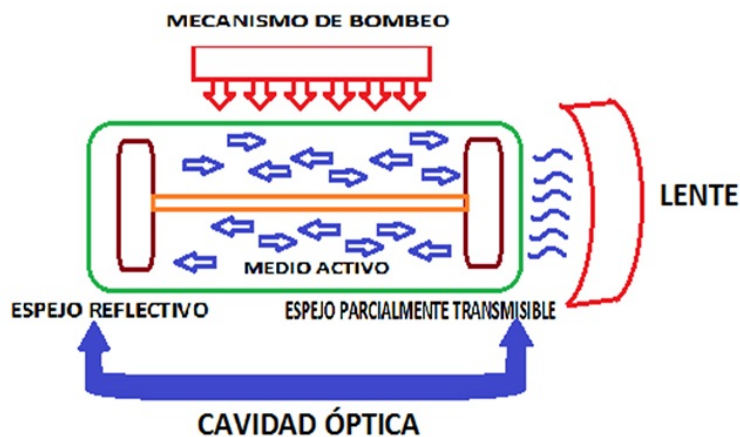 MECANISMO DE BOMBEO
LENTE
MEDIO ACTIVO
ESPEJO REFLECTIVO
ESPEJO PARCIALMENTE TRANSMISIBLE
CAVIDAD ÓPTICA